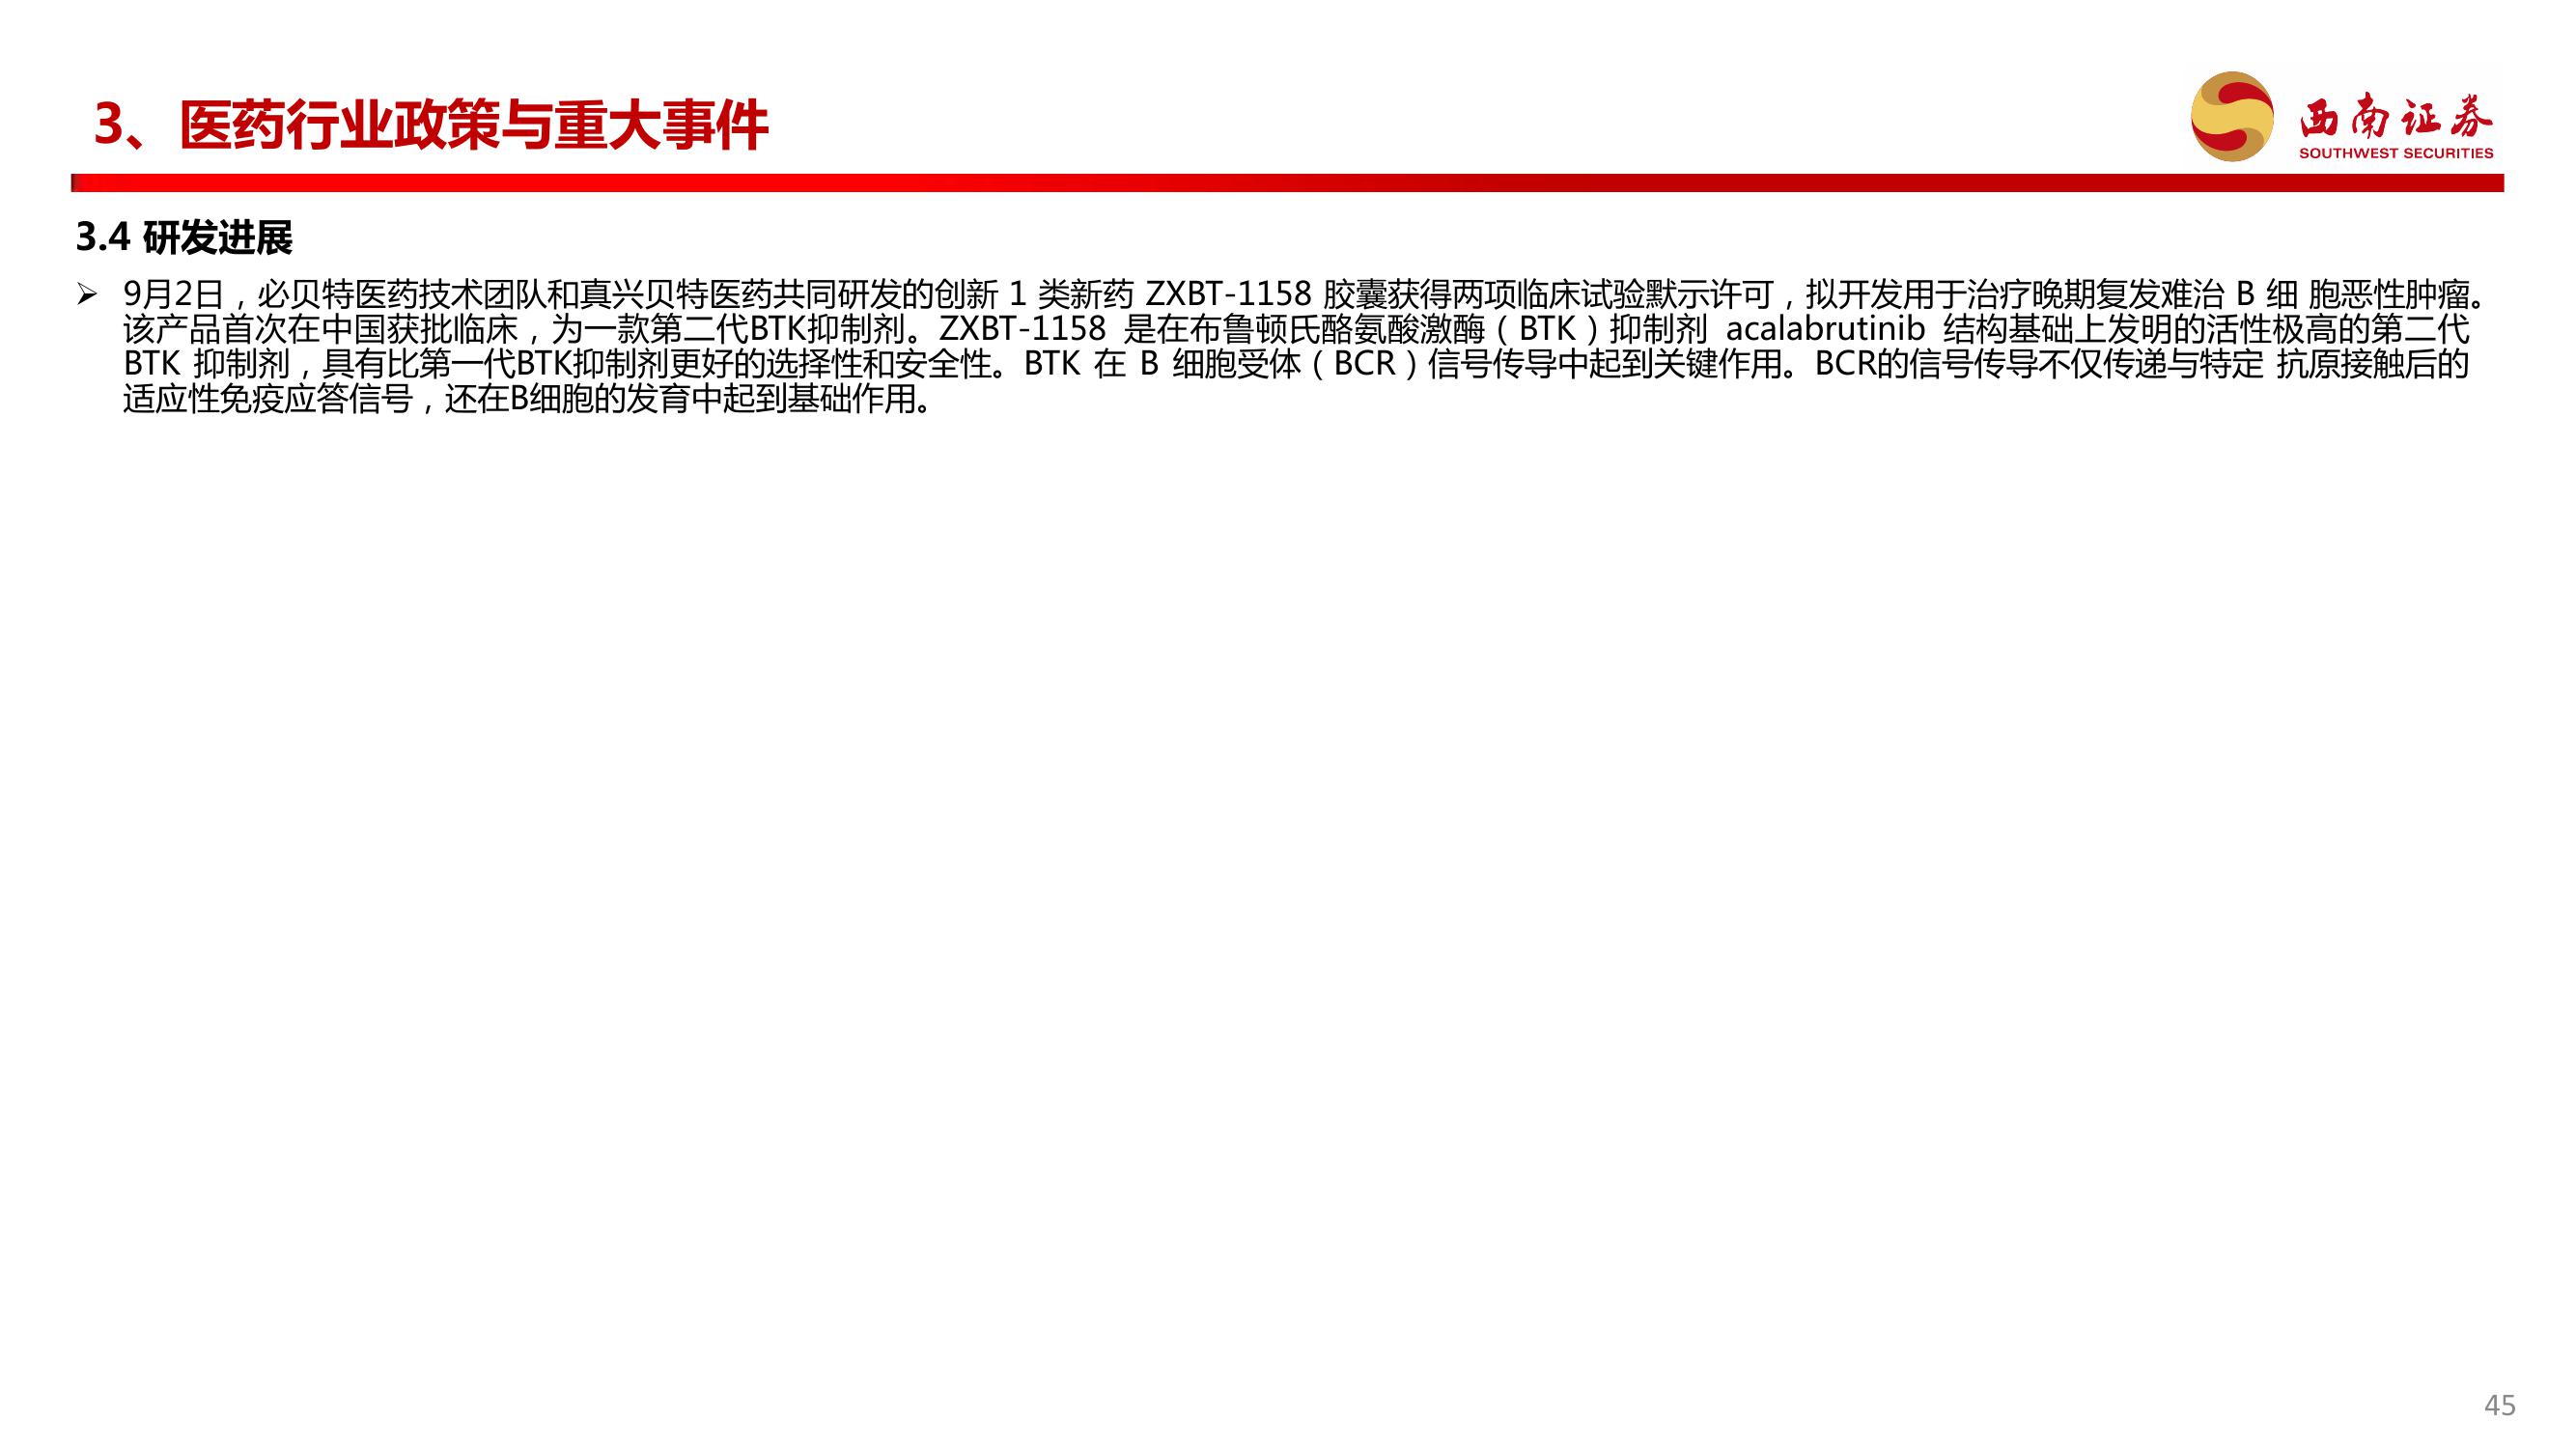 3、医药行业政策与重大事件
西南证券
SOUTHWEST SECURITIES
3.4 研发进展
➢ 9月2日，必贝特医药技术团队和真兴贝特医药共同研发的创新 1 类新药 ZXBT-1158 胶囊获得两项临床试验默示许可，拟开发用于治疗晚期复发难治 B 细 胞恶性肿瘤。
该产品首次在中国获批临床，为一款第二代BTK抑制剂。ZXBT-1158 是在布鲁顿氏酪氨酸激酶（BTK）抑制剂 acalabrutinib 结构基础上发明的活性极高的第二代
BTK 抑制剂，具有比第一代BTK抑制剂更好的选择性和安全性。BTK 在 B 细胞受体（BCR）信号传导中起到关键作用。BCR的信号传导不仅传递与特定 抗原接触后的
适应性免疫应答信号，还在B细胞的发育中起到基础作用。
45